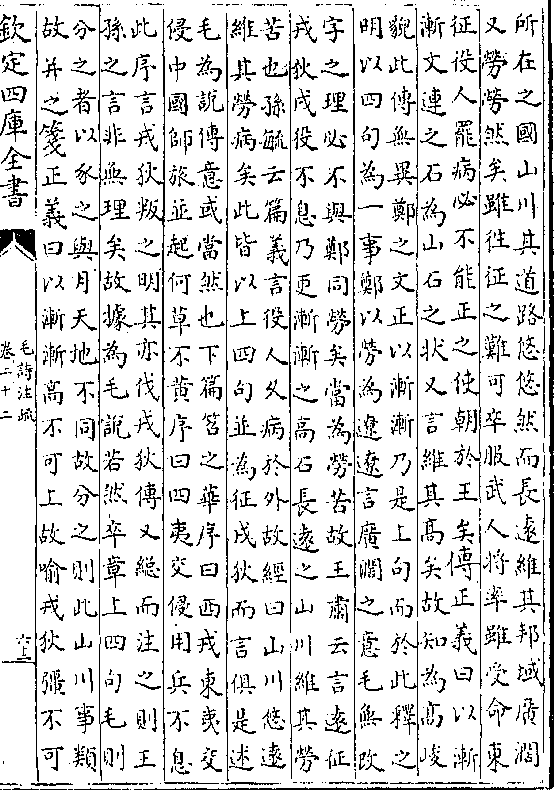 所在之國山川其道路悠悠然而長遠維其邦域廣濶
又勞勞然矣雖往征之難可卒服武人將率雖受命東
征役人罷病必不能正之使朝於王矣傳正義曰以漸
漸文連之石為山石之狀又言維其髙矣故知為髙峻
貌此傳無異鄭之文正以漸漸乃是上句而於此釋之
明以四句為一事鄭以勞為遼遼言廣濶之意毛無改
字之理必不與鄭同勞矣當為勞苦故王肅云言遠征
戎狄戍役不息乃更漸漸之高石長遠之山川維其勞
苦也孫毓云篇義言役人久病於外故經曰山川悠遠
維其勞病矣此皆以上四句並為征戍狄而言俱是述
毛為說傳意或當然也下篇苕之華序曰西戎東夷交
侵中國師旅並起何草不黃序曰四夷交侵用兵不息
此序言戎狄叛之明其亦伐戎狄傳又總而注之則王
孫之言非無理矣故據為毛說若然卒章上四句毛則
分之者以豕之與月天地不同故分之則此山川事類
故并之箋正義曰以漸漸高不可上故喻戎狄彊不可
欽定四庫全書
毛詩注疏
卷二十二
六十二